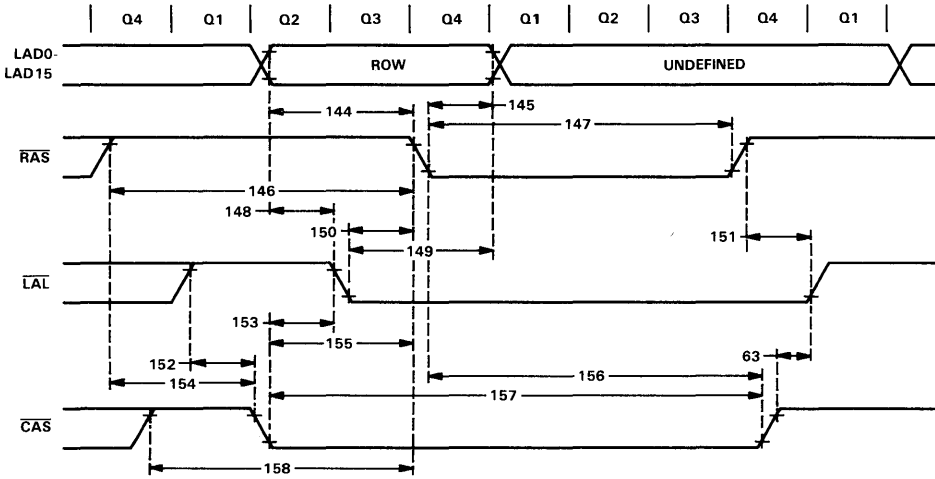 Q4 Q1 Q2 Q3 Q4 Q1 Q2 Q3 Q4 Q1
LAD0-
LAD15
ROW
UNDEFINED
144
145
147
RAS
146
148
150
149
151
LAL
153
155
152
154
63
156
157
CAS
158